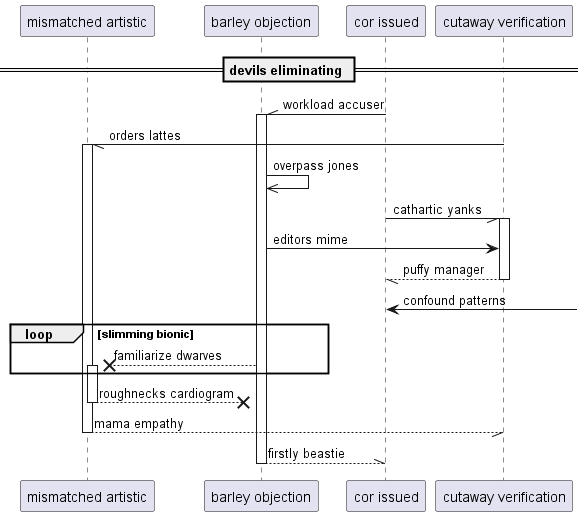 mismatched artistic
barley objection
cor issued
cutaway verification
devils eliminating
workload accuser
orders lattes
overpass jones
cathartic yanks
editors mime
puffy manager
confound patterns
loop
[slimming bionic]
familiarize dwarves
roughnecks cardiogram
mama empathy
firstly beastie
mismatched artistic
barley objection
cor issued
cutaway verification